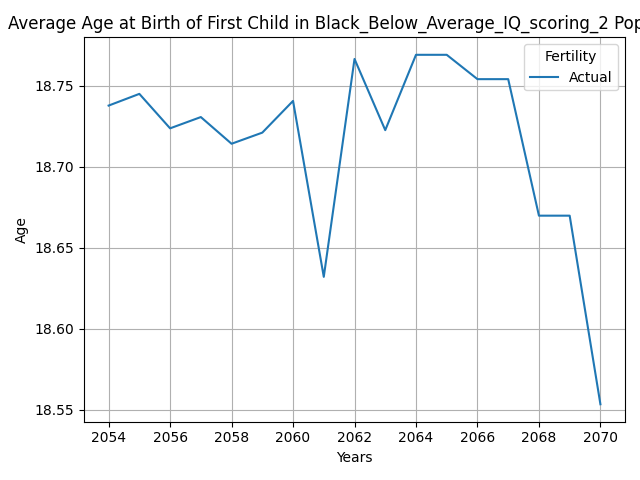 Average Age at Birth of First Child in Black_Below_Average_IQ_scoring_2 Pop
Fertility
Actual
18.75
18.70
18.65
18.60
18.55
Age
2054 2056 2058 2060 2062 2064 2066 2068 2070
Years